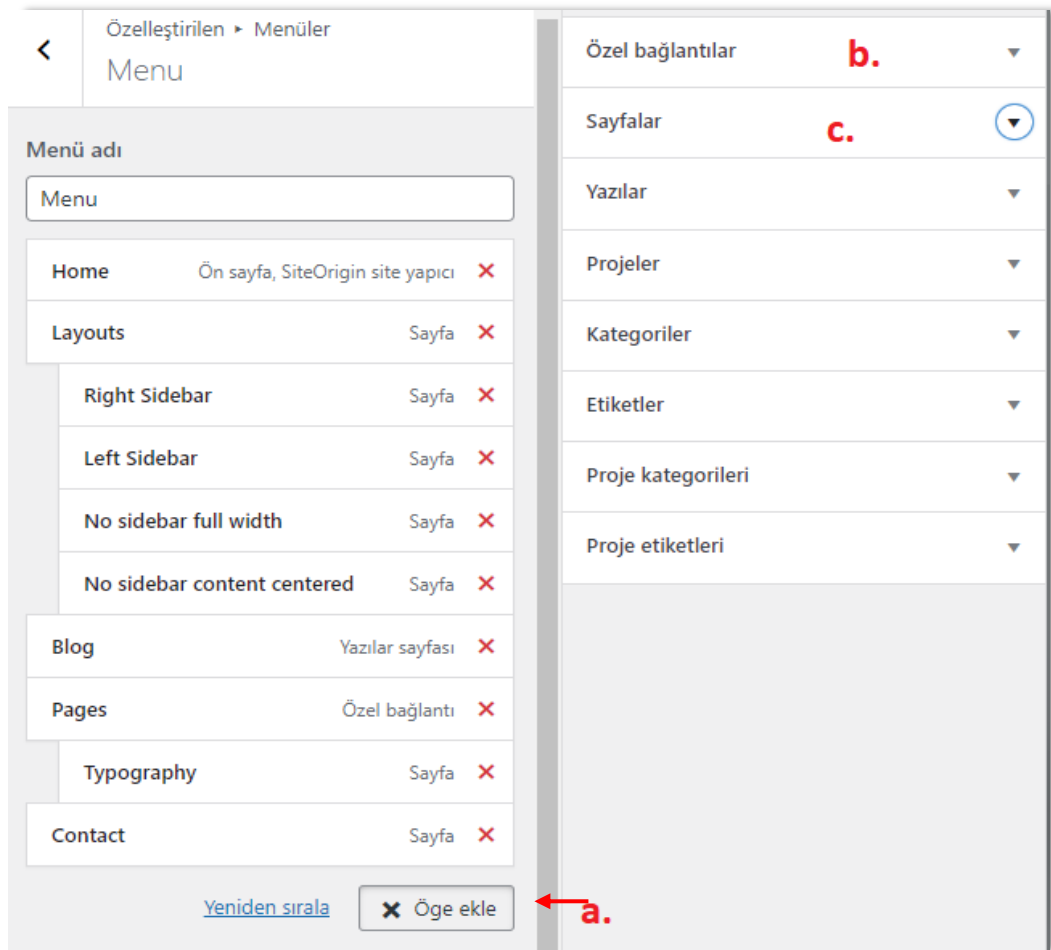 Özelleştirilen ▸ Menüler
Menu
Menü adı
Menu
Home Ön sayfa, SiteOrigin site yapıcı
Layouts Sayfa
Right Sidebar Sayfa
Left Sidebar Sayfa
No sidebar full width Sayfa
No sidebar content centered Sayfa
Blog Yazılar sayfası
Pages Özel bağlantı
Typography Sayfa
Contact Sayfa
Yeniden sırala Öge ekle
a.
Özel bağlantılar b.
Sayfalar c.
Yazılar
Projeler
Kategoriler
Etiketler
Proje kategorileri
Proje etiketleri